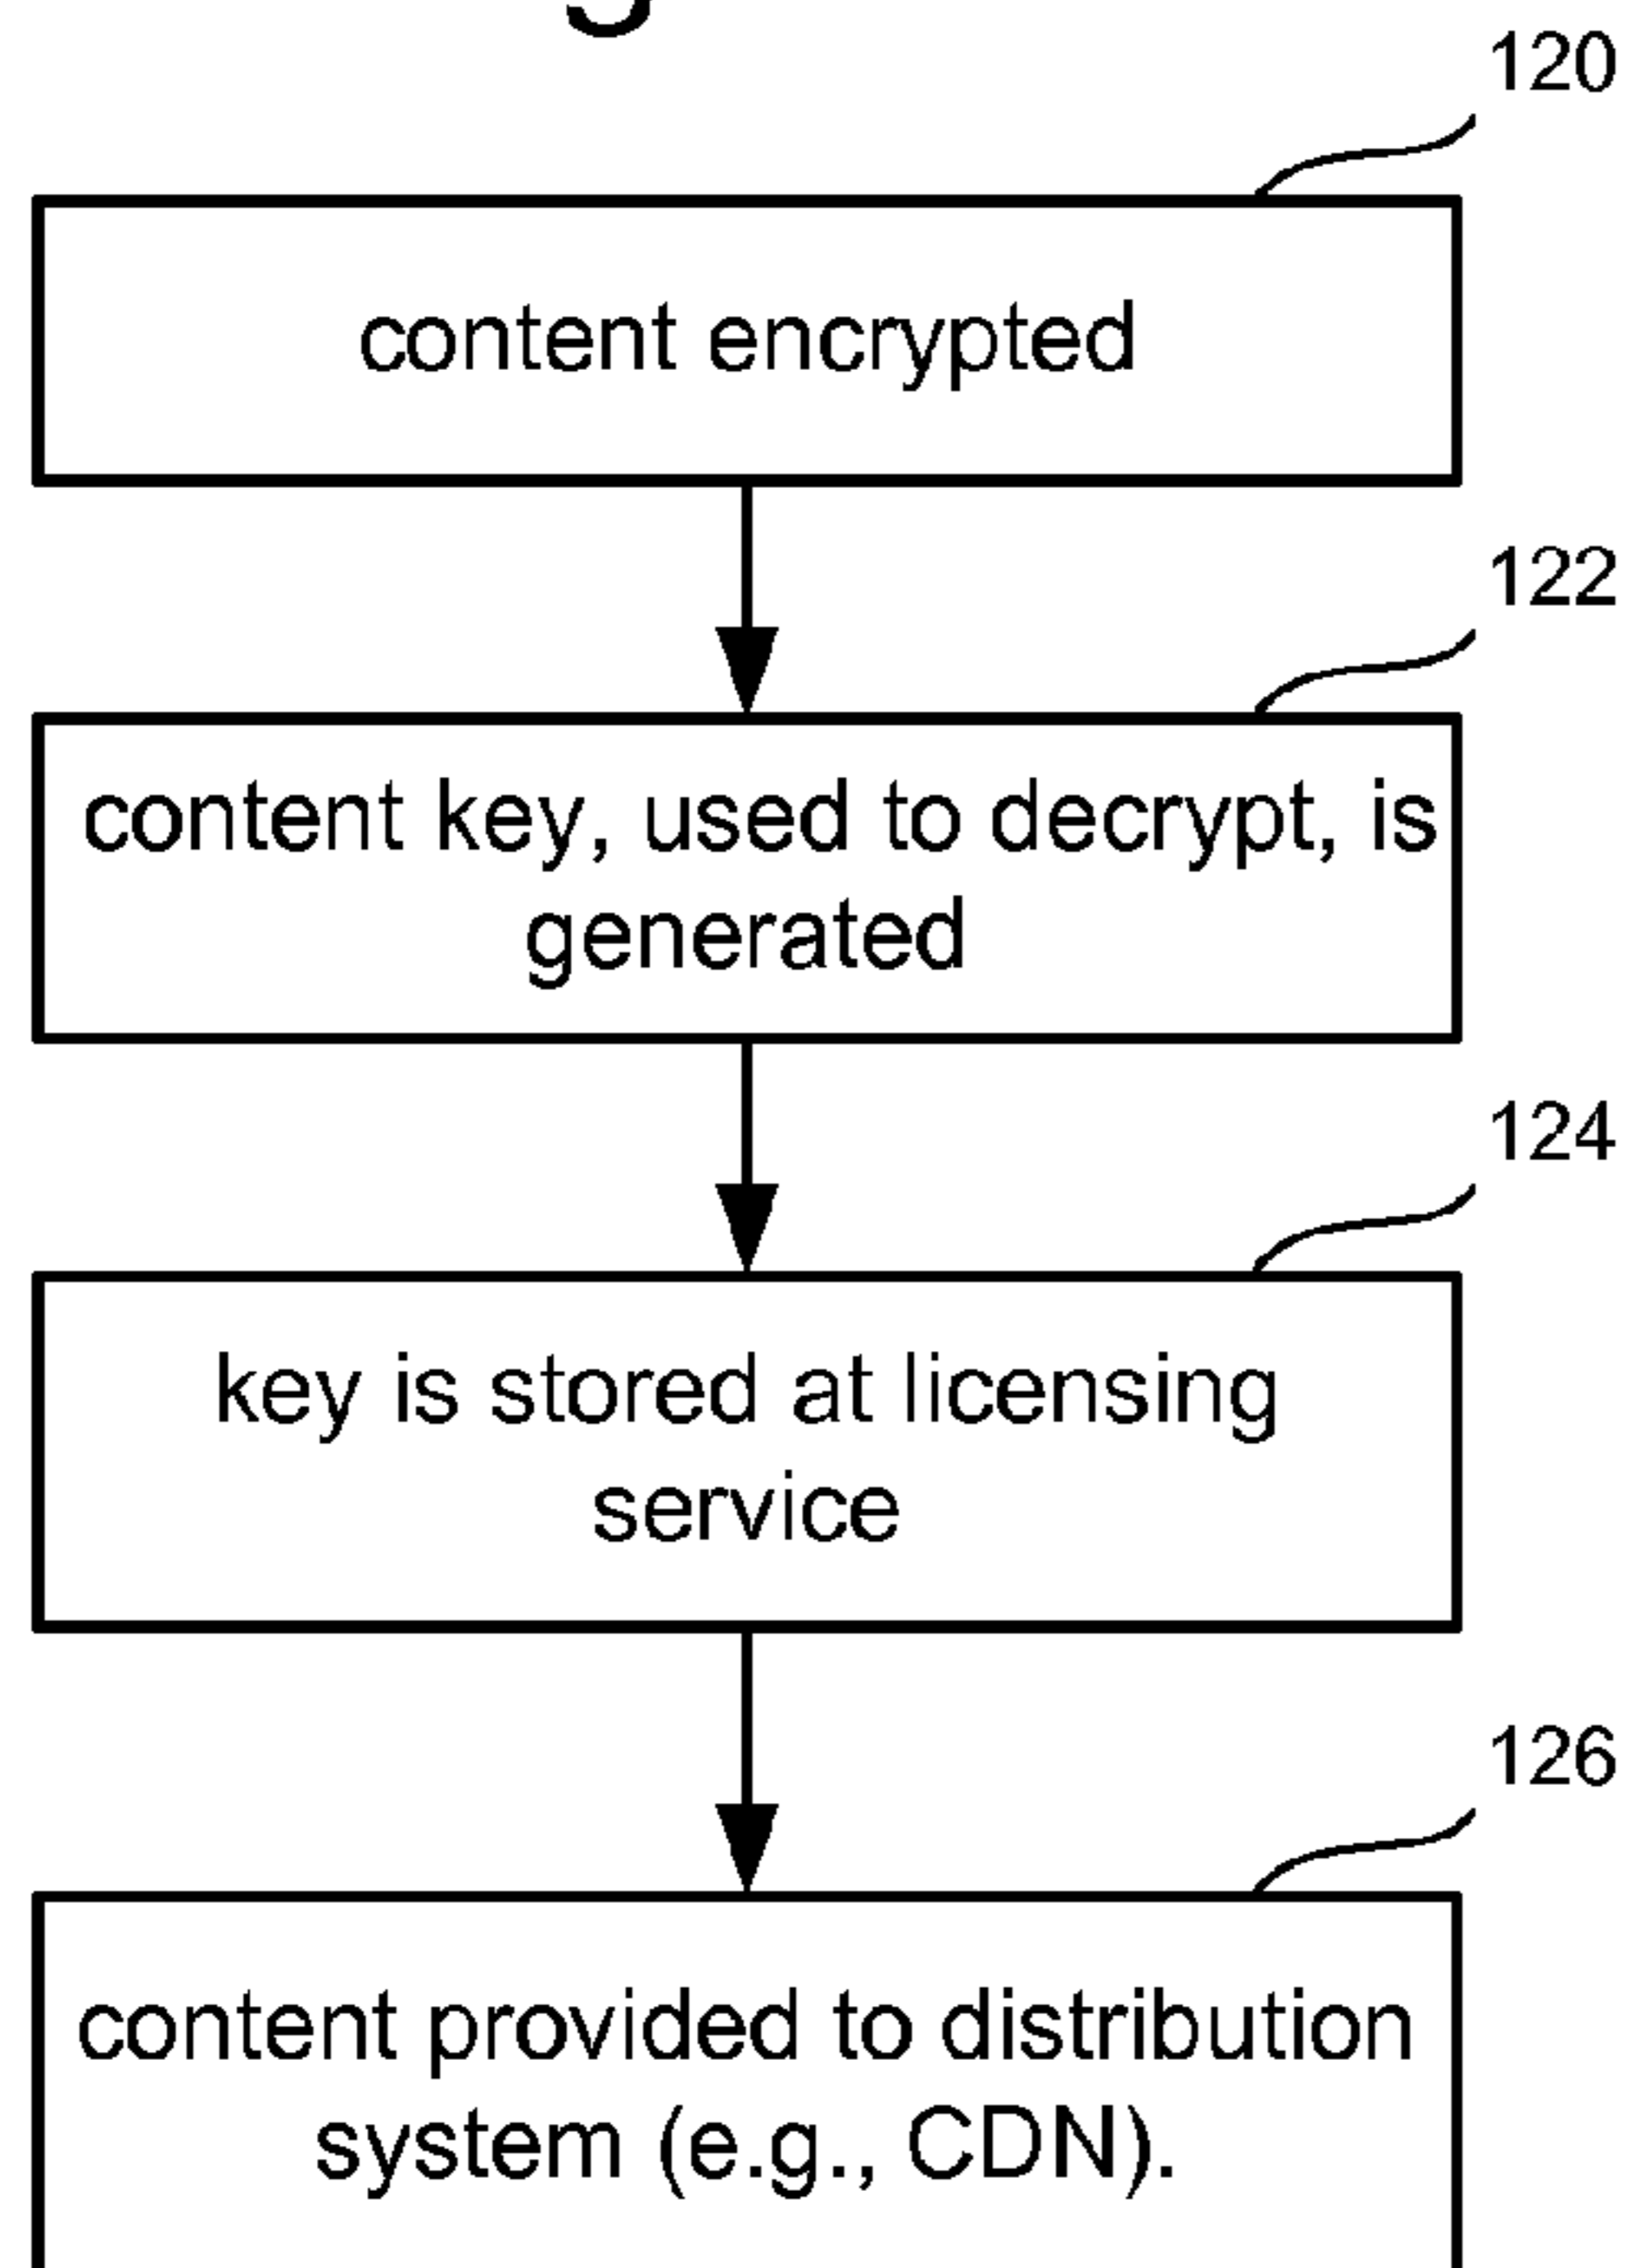 120
content encrypted
122
content key, used to decrypt, is
generated
124
key is stored at licensing
service
126
content provided to distribution
system (e.g., CDN).